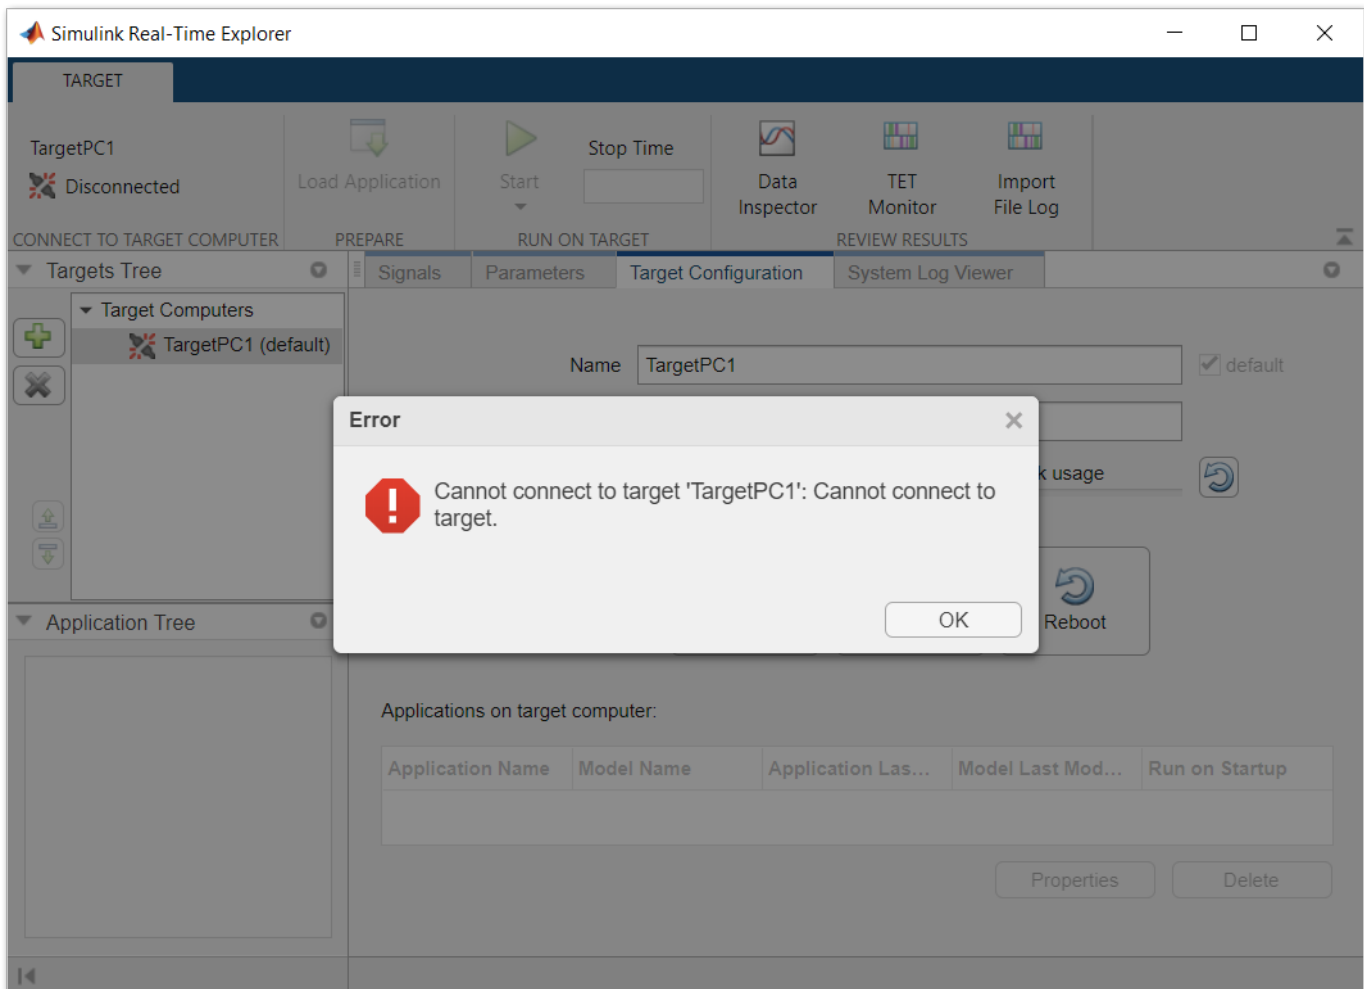 Simulink Real-Time Explorer
TARGET
TargetPC1
Disconnected
CONNECT TO TARGET COMPUTER
Load Application
PREPARE
Start
Stop Time
RUN ON TARGET
Data
Inspector
TET
Monitor
Import
File Log
REVIEW RESULTS
Targets Tree
Target Computers
TargetPC1 (default)
Application Tree
Signals
Parameters
Target Configuration
System Log Viewer
Name
TargetPC1
default
k usage
Error
Cannot connect to target 'TargetPC1': Cannot connect to
target.
OK
Reboot
Applications on target computer:
Application Name
Model Name
Application Las...
Model Last Mod...
Run on Startup
Properties
Delete